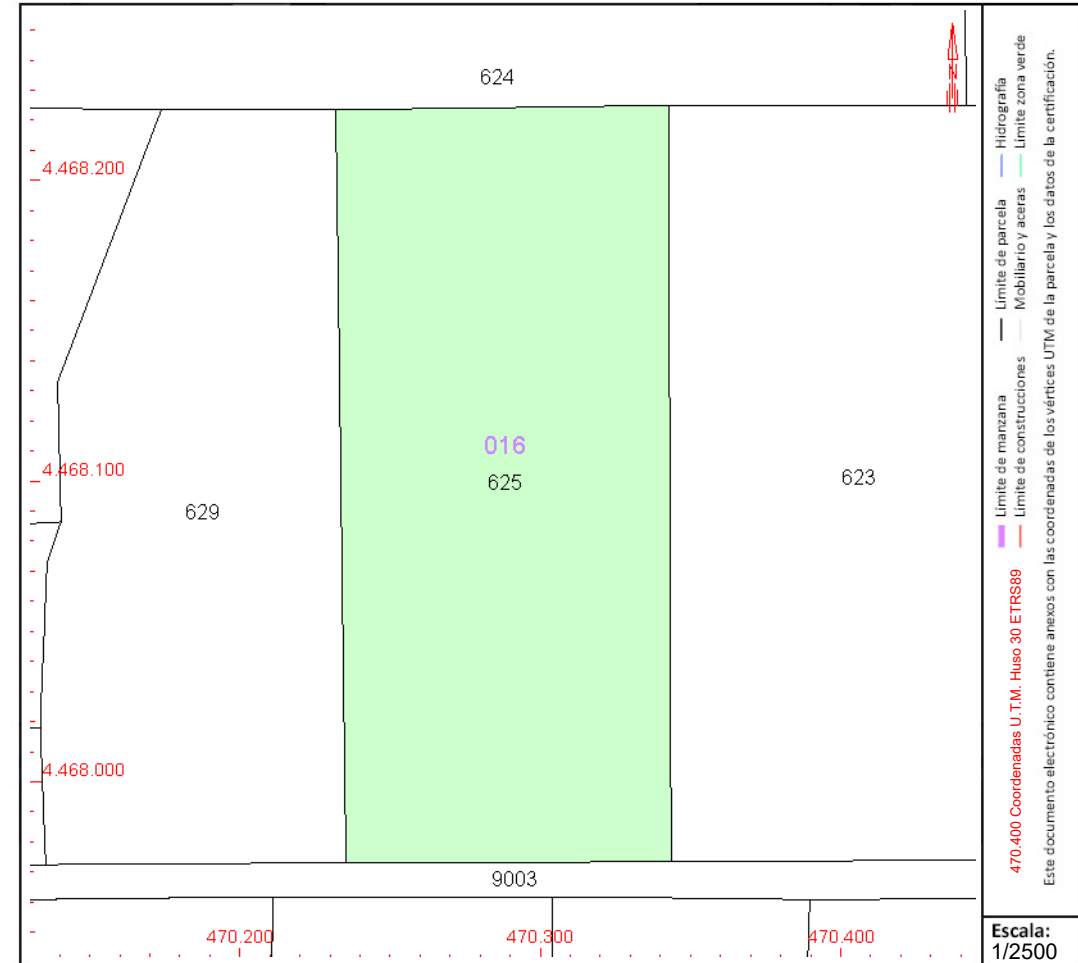 624
4.468.200
016
625
4.468.100
623
629
4.468.000
9003
470.200
470.300
470.400
Límite de manzana
Límite de parcela
Hidrografía
Límite de construcciones
Mobiliario y aceras
Límite zona verde
470.400 Coordenadas U.T.M. Huso 30 ETRS89
Este documento electrónico contiene anexos con las coordenadas de los vértices UTM de la parcela y los datos de la certificación.
Escala:
1/2500